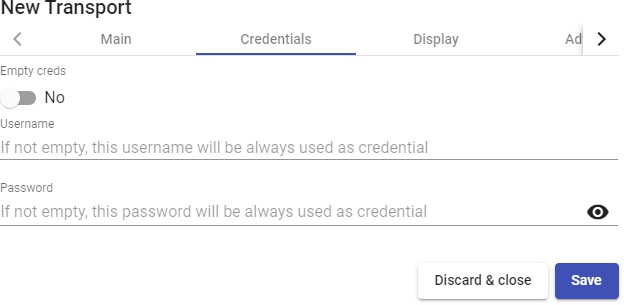 New Transport
Main Credentials Display Ad
Empty creds
No
Username
If not empty, this username will be always used as credential
Password
If not empty, this password will be always used as credential
Discard & close Save